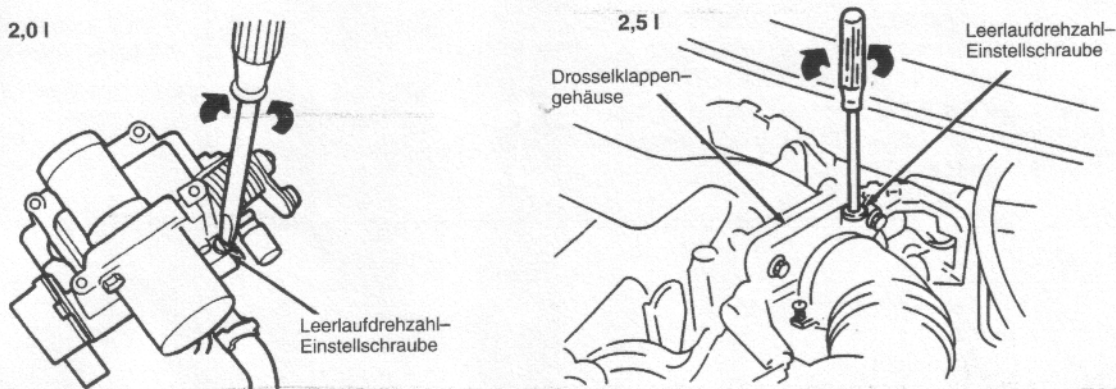 2,0 l
Leerlaufdrehzahl–
Einstellschraube
2,5 l
Drosselklappen–
gehäuse
Leerlaufdrehzahl-
Einstellschraube